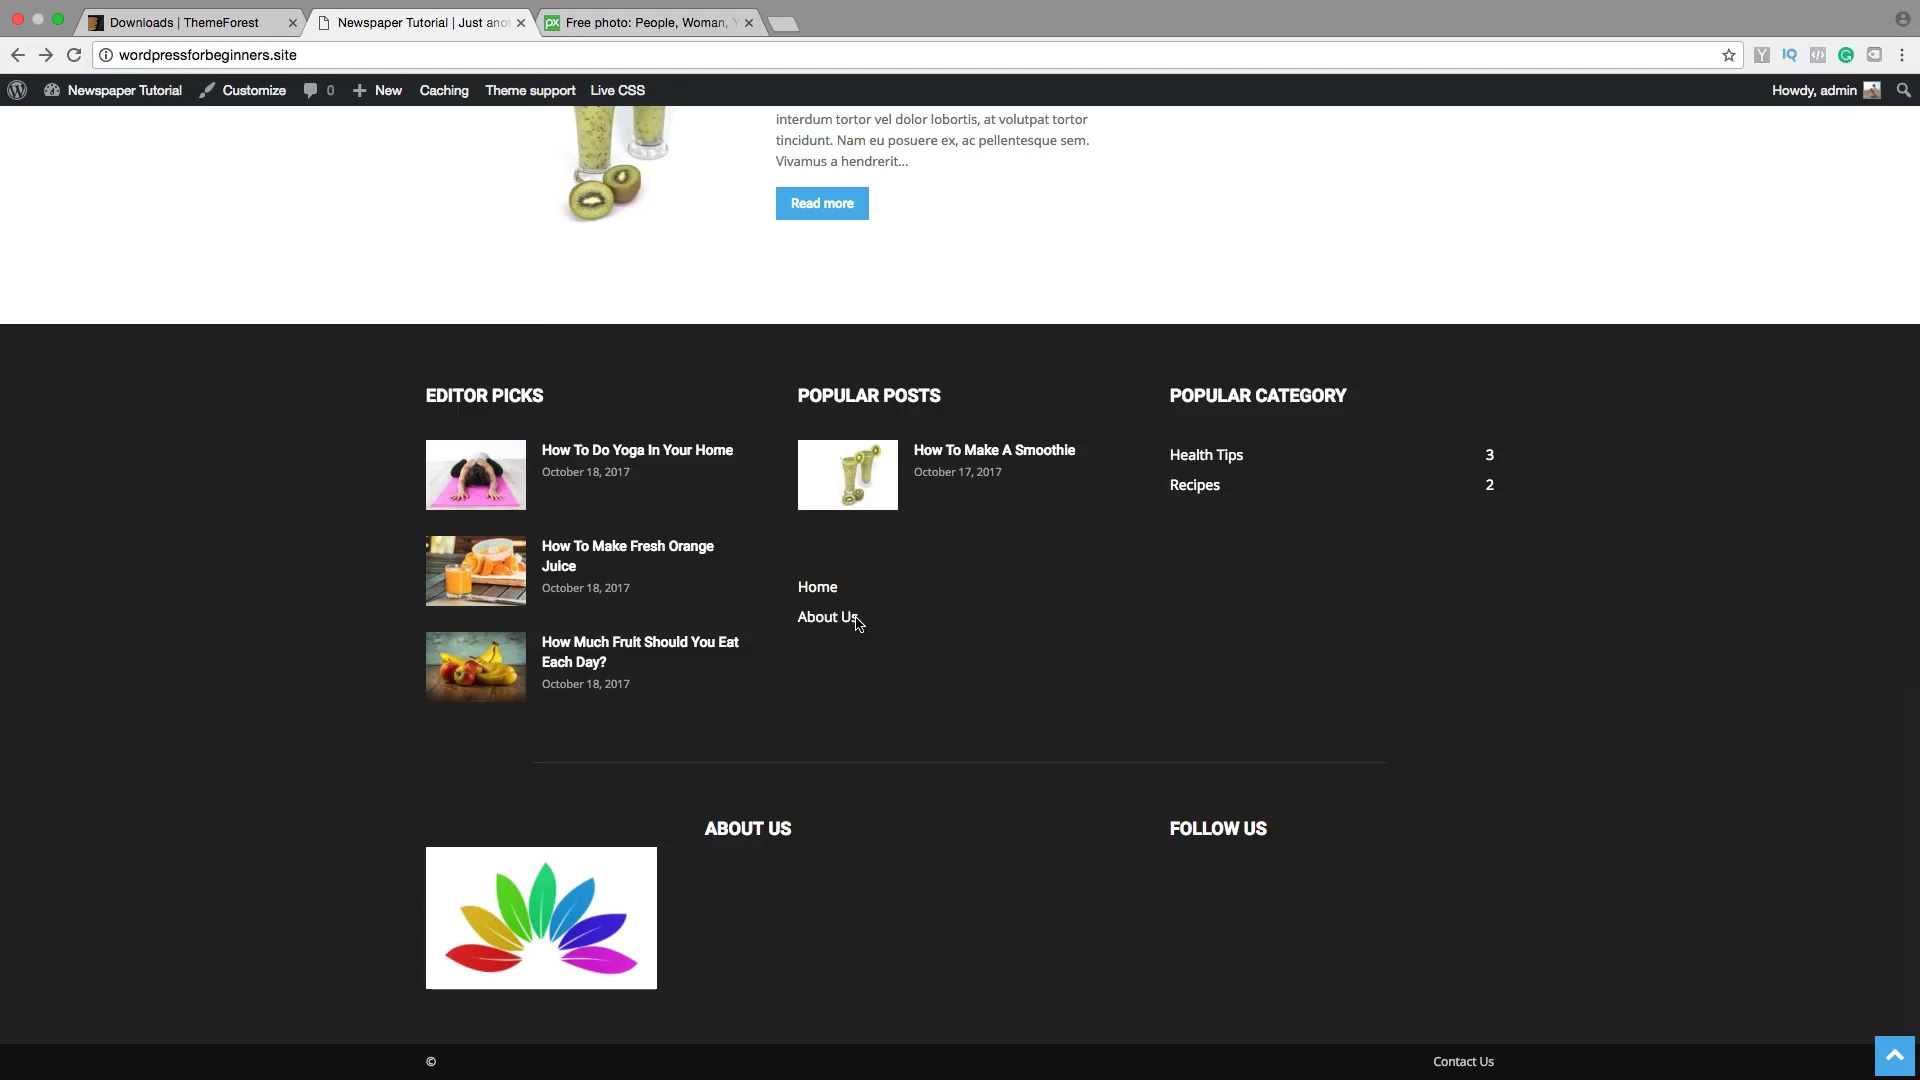 Downloads | ThemeForest
Newspaper Tutorial | Just ano
Free photo: People, Woman, Y
wordpressforbeginners.site
Newspaper Tutorial Customize 0 New Caching Theme support Live CSS Howdy, admin
interdum tortor vel dolor lobortis, at volutpat tortor
tincidunt. Nam eu posuere ex, ac pellentesque sem.
Vivamus a hendrerit...
Read more
EDITOR PICKS
How To Do Yoga In Your Home
October 18, 2017
How To Make Fresh Orange
Juice
October 18, 2017
How Much Fruit Should You Eat
Each Day?
October 18, 2017
POPULAR POSTS
How To Make A Smoothie
October 17, 2017
Home
About Us
POPULAR CATEGORY
Health Tips 3
Recipes 2
ABOUT US
FOLLOW US
©
Contact Us